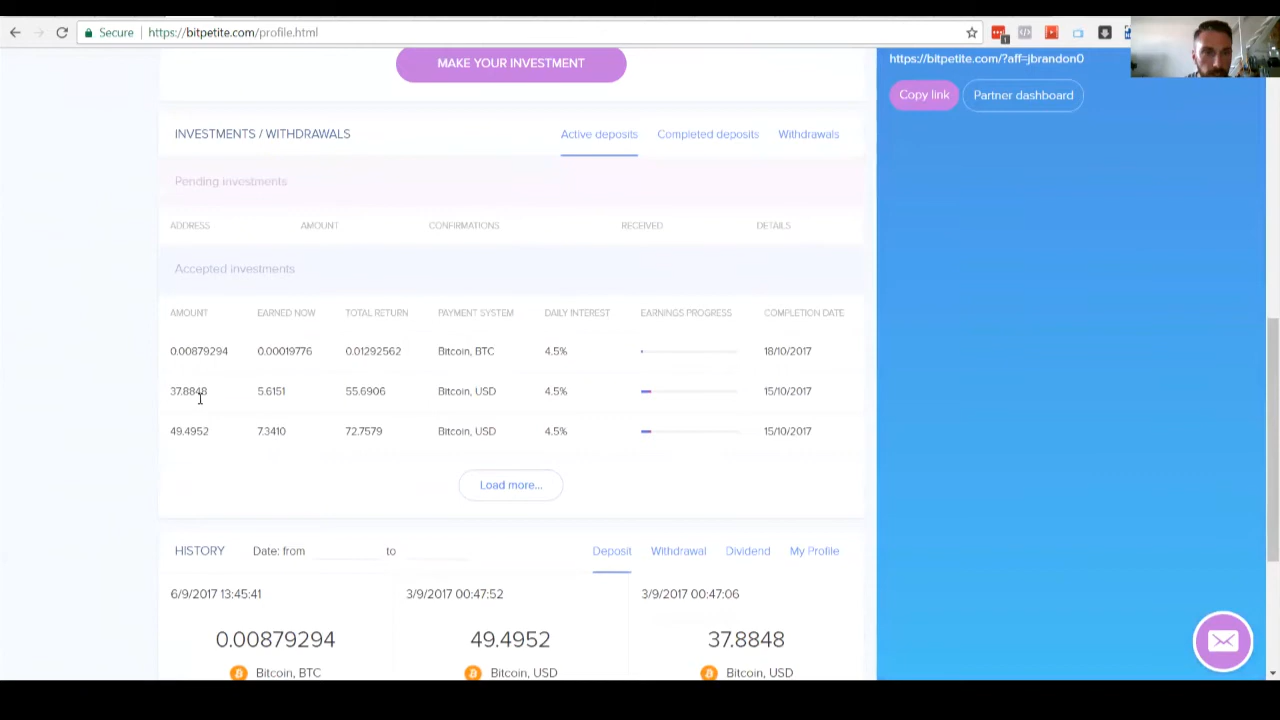 Secure https://bitpetite.com/profile.html
1
MAKE YOUR INVESTMENT
https://bitpetite.com/?aff=jbrandon0
Copy link Partner dashboard
INVESTMENTS / WITHDRAWALS Active deposits Completed deposits Withdrawals
Pending investments
ADDRESS AMOUNT CONFIRMATIONS RECEIVED DETAILS
Accepted investments
AMOUNT EARNED NOW TOTAL RETURN PAYMENT SYSTEM DAILY INTEREST EARNINGS PROGRESS COMPLETION DATE
0.00879294 0.00019776 0.01292562 Bitcoin, BTC 4.5% 18/10/2017
37.8848 5.6151 55.6906 Bitcoin, USD 4.5% 15/10/2017
49.4952 7.3410 72.7579 Bitcoin, USD 4.5% 15/10/2017
Load more...
HISTORY Date: from to Deposit Withdrawal Dividend My Profile
6/9/2017 13:45:41 3/9/2017 00:47:52 3/9/2017 00:47:06
0.00879294 49.4952 37.8848
Bitcoin, BTC Bitcoin, USD Bitcoin, USD